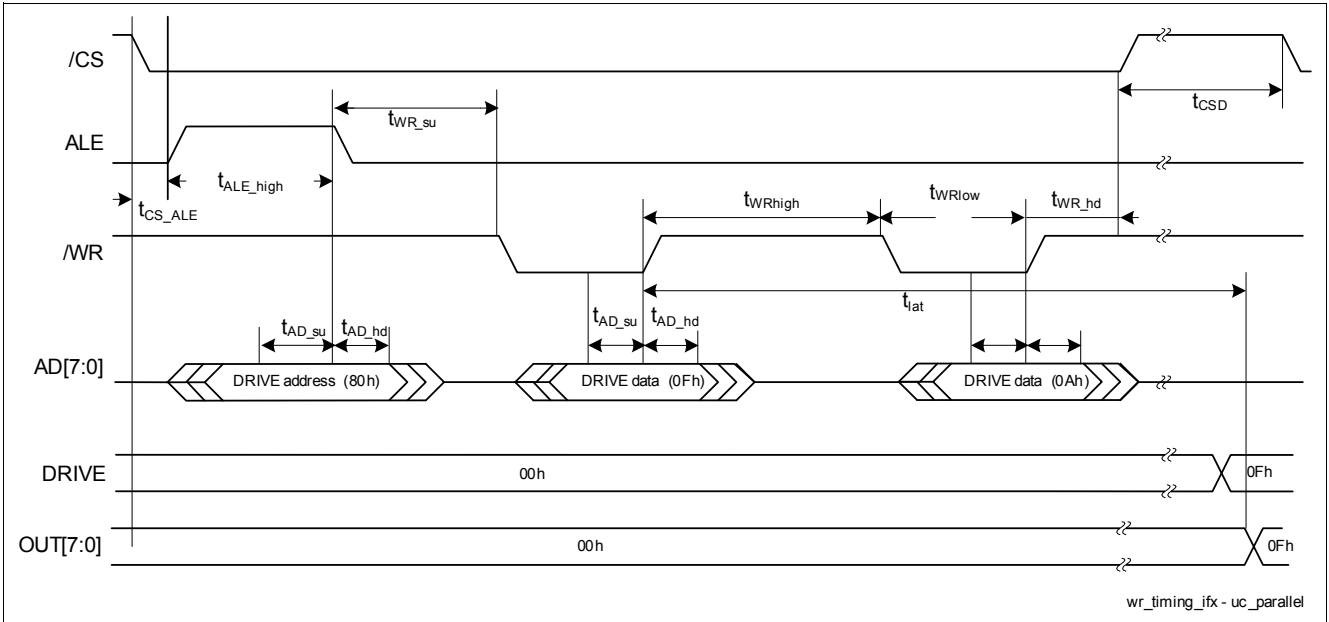 /CS
t_CSD
t_WR_su
ALE
t_ALE_high
t_CS_ALE
t_WRhigh
t_WRlow
t_WR_hd
/WR
t_lat
t_AD_su
t_AD_hd
t_AD_su
t_AD_hd
AD[7:0]
DRIVE address (80h)
DRIVE data (0Fh)
DRIVE data (0Ah)
DRIVE
00h
0Fh
OUT[7:0]
00h
0Fh
wr_timing_ifx - uc_parallel